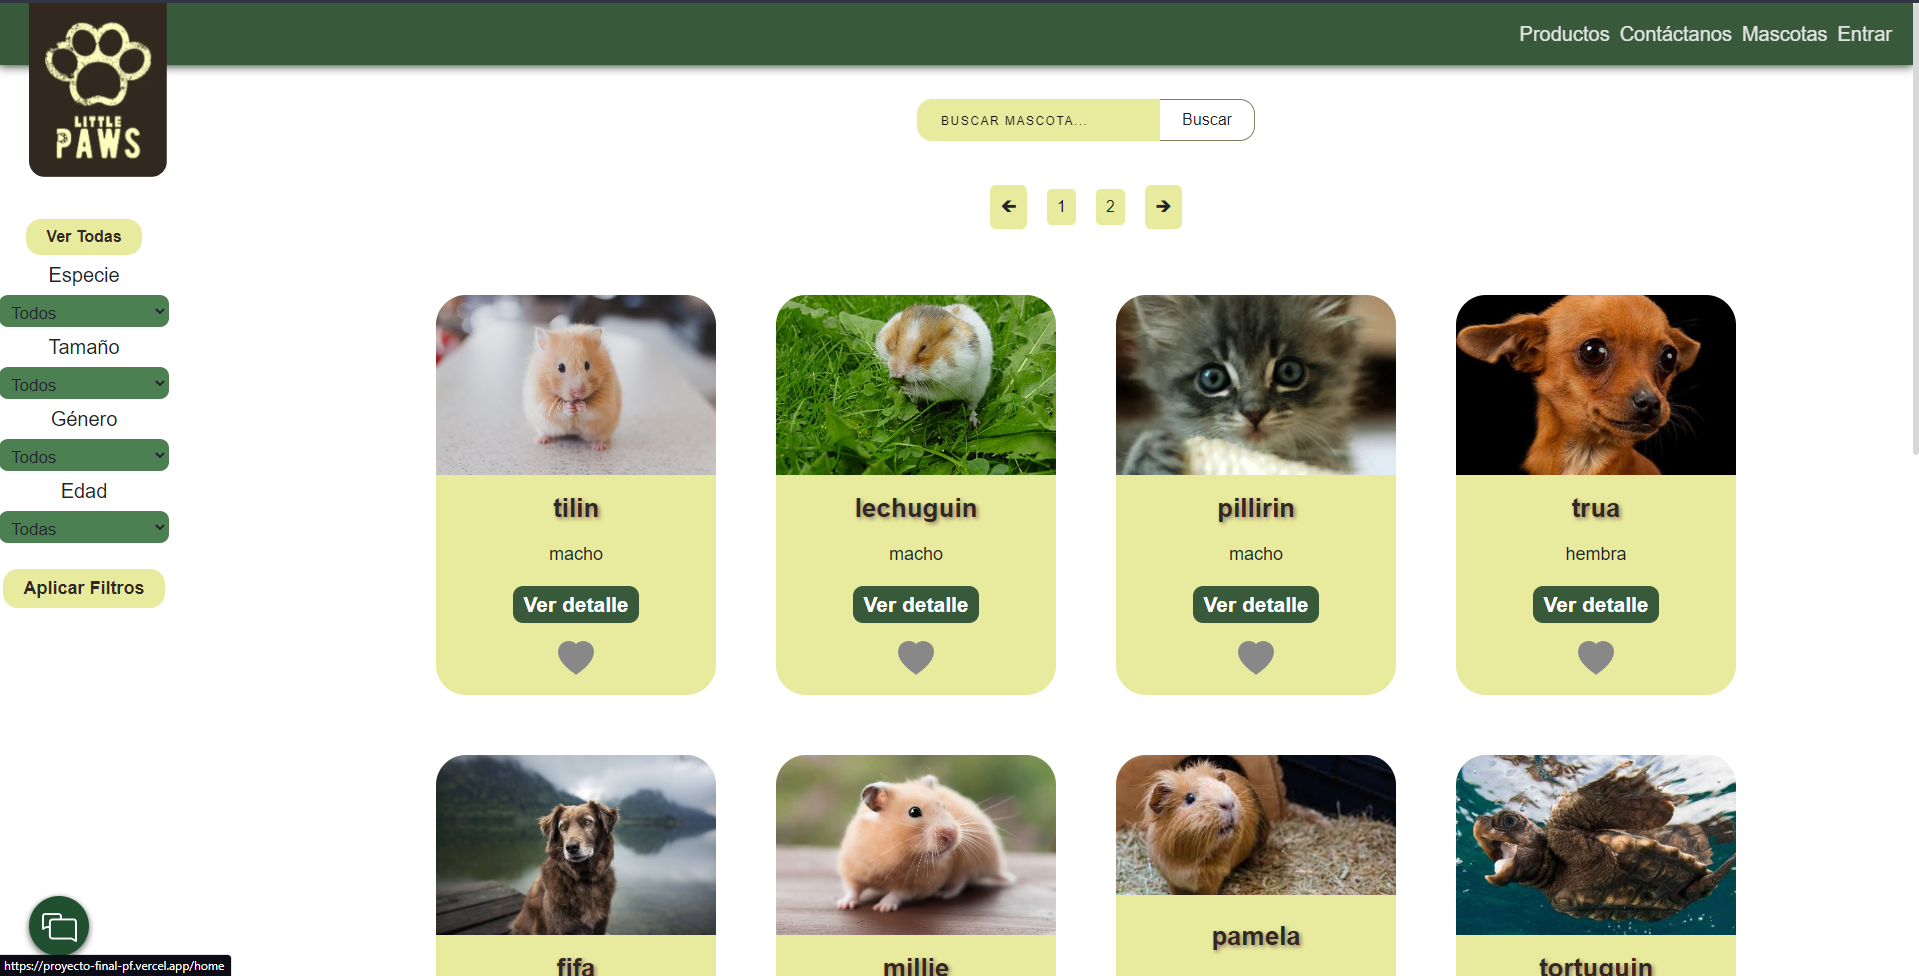 LITTLE
PAWS
Productos Contáctanos Mascotas Entrar
BUSCAR MASCOTA...
Buscar
1
2
Ver Todas
Especie
Todos
Tamaño
Todos
Género
Todos
Edad
Todas
Aplicar Filtros
tilin
macho
Ver detalle
lechuguin
macho
Ver detalle
pillirin
macho
Ver detalle
trua
hembra
Ver detalle
fifa
millie
pamela
tortuguin
https://proyecto-final-pf.vercel.app/home